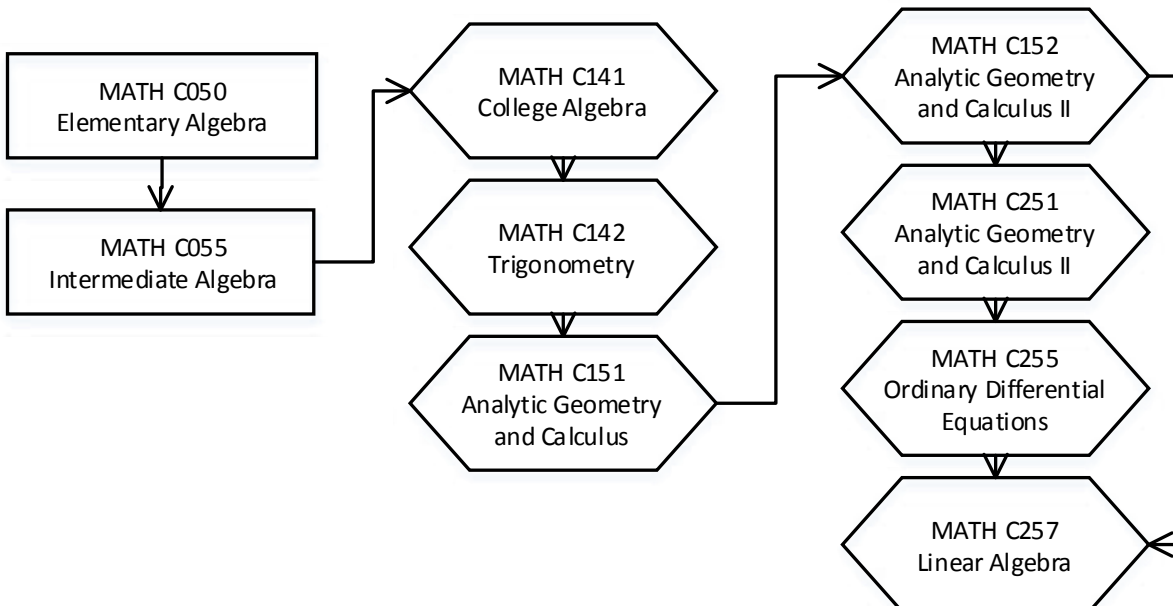 MATH C050
Elementary Algebra
MATH C055
Intermediate Algebra
MATH C141
College Algebra
MATH C142
Trigonometry
MATH C151
Analytic Geometry
and Calculus
MATH C152
Analytic Geometry
and Calculus II
MATH C251
Analytic Geometry
and Calculus II
MATH C255
Ordinary Differential
Equations
MATH C257
Linear Algebra